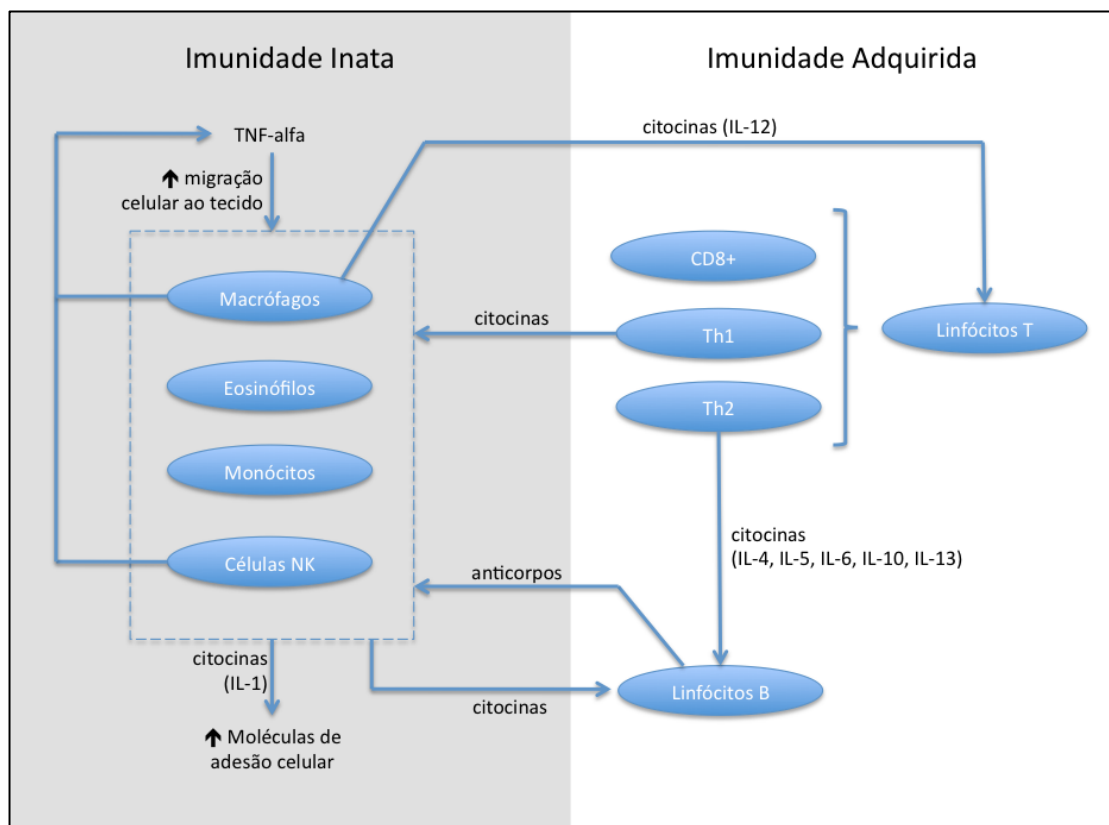 Imunidade Inata
Imunidade Adquirida
TNF-alfa
🡅 migração
celular ao tecido
citocinas (IL-12)
CD8+
Macrófagos
citocinas
Th1
Linfócitos T
Eosinófilos
Th2
Monócitos
citocinas
(IL-4, IL-5, IL-6, IL-10, IL-13)
Células NK
anticorpos
citocinas
(IL-1)
citocinas
Linfócitos B
🡅 Moléculas de
adesão celular